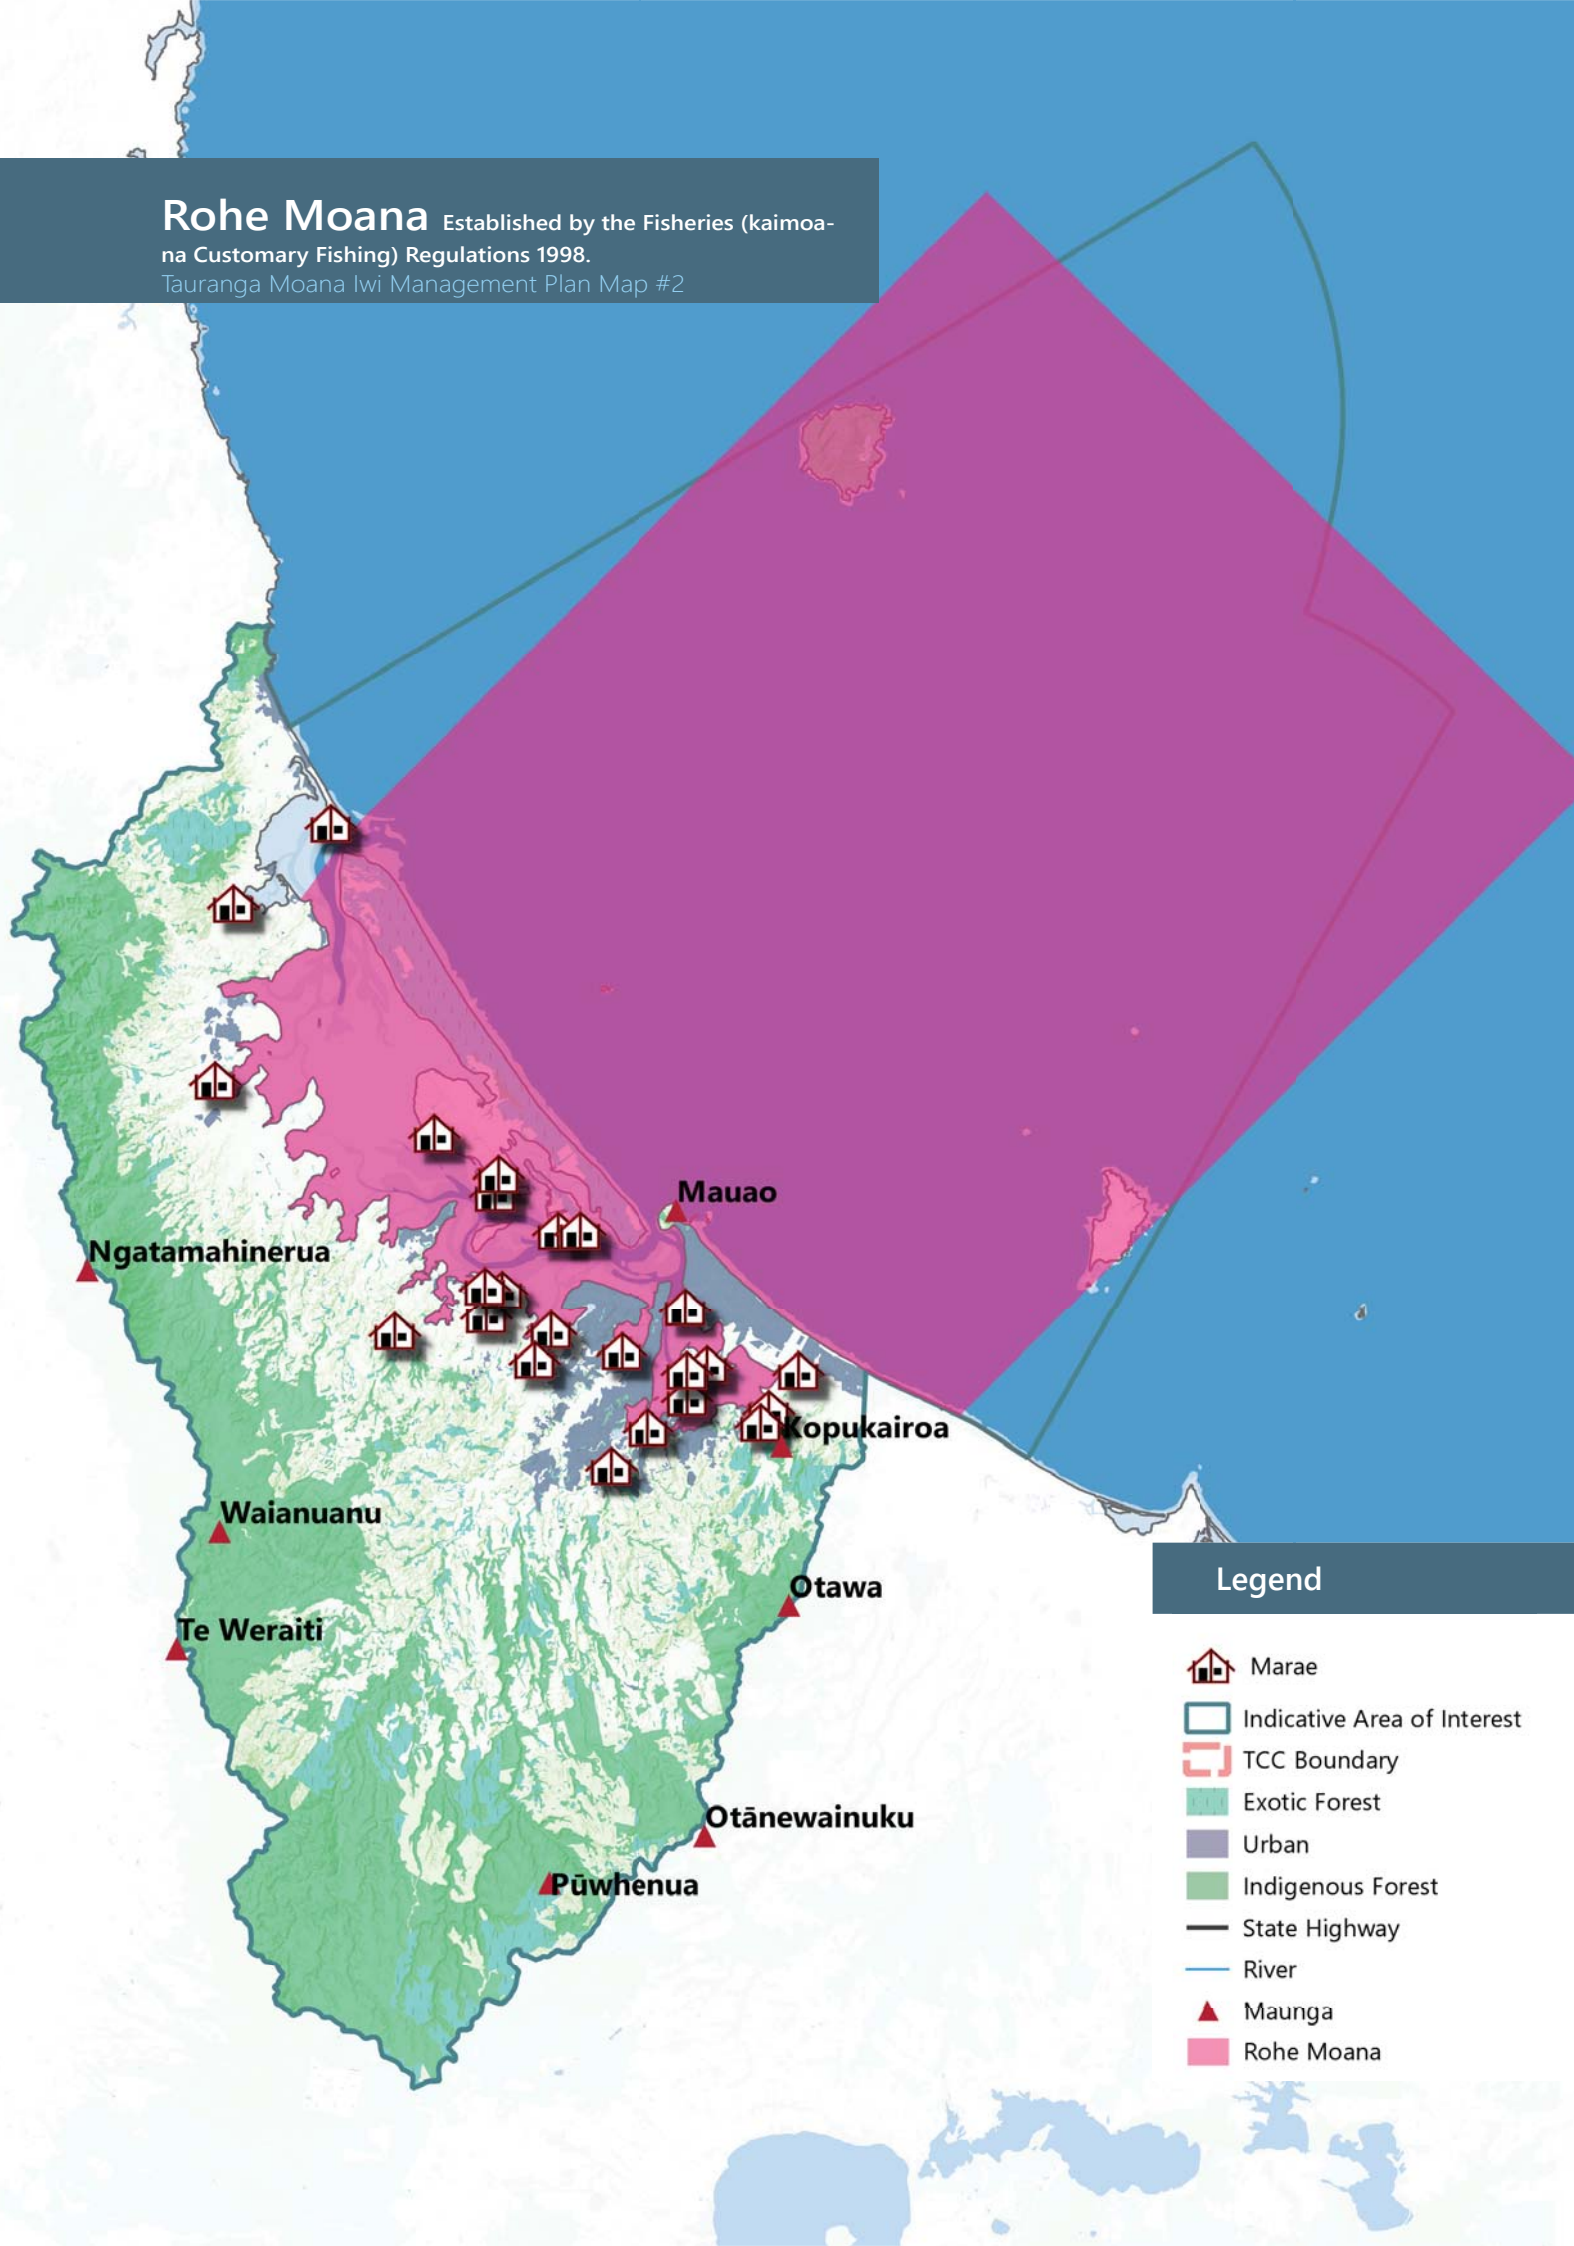 Rohe Moana Established by the Fisheries (kaimoa-
na Customary Fishing) Regulations 1998.
Tauranga Moana Iwi Management Plan Map #2
Mauao
Ngatamahinerua
Kopukairoa
Waianuanu
Otawa
Te Weraiti
Otānewainuku
Pūwhenua
Legend
Marae
Indicative Area of Interest
TCC Boundary
Exotic Forest
Urban
Indigenous Forest
State Highway
River
Maunga
Rohe Moana